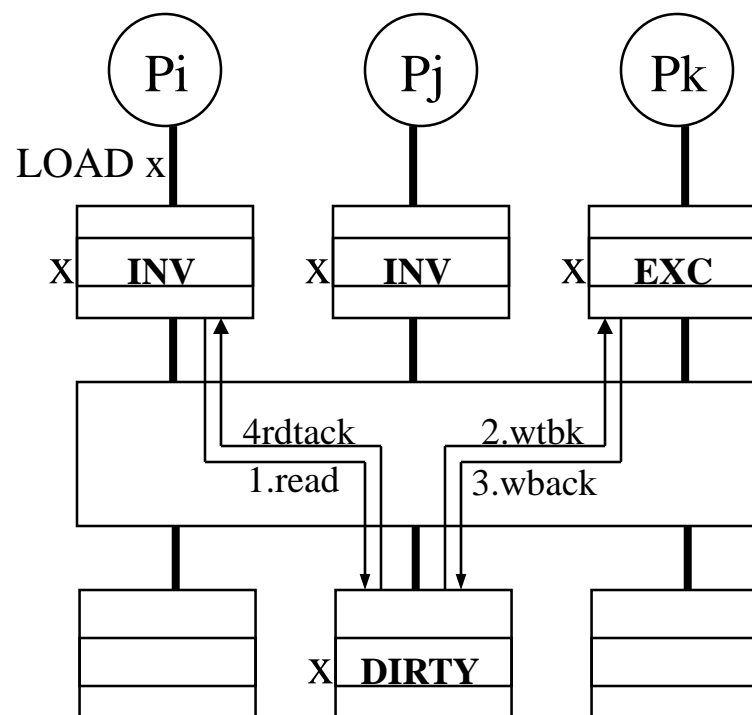 Pi Pj Pk
LOAD x
X INV X INV X EXC
4rdtack 2.wtbk
1.read 3.wback
X DIRTY